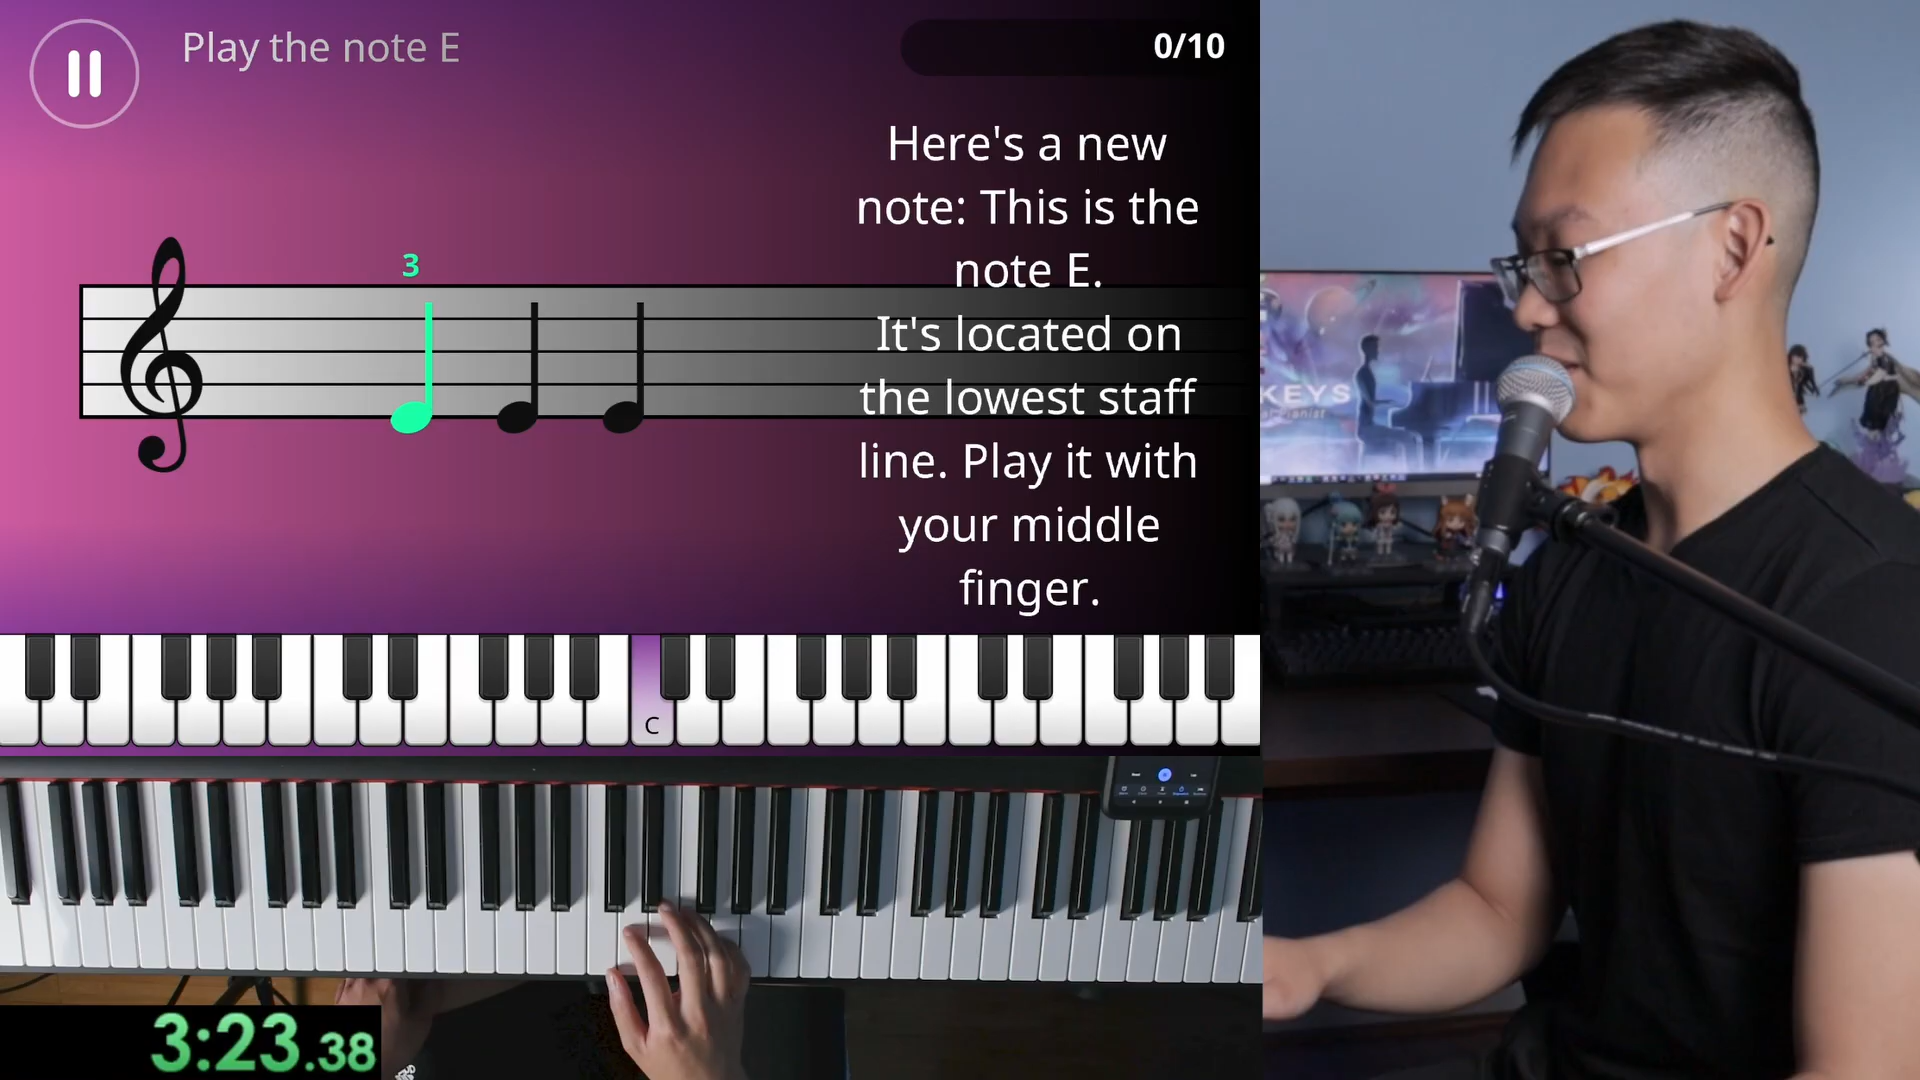 Play the note E
0/10
Here's a new
note: This is the
note E.
It's located on
the lowest staff
line. Play it with
your middle
finger.
3
C
KEYS
3:23.38